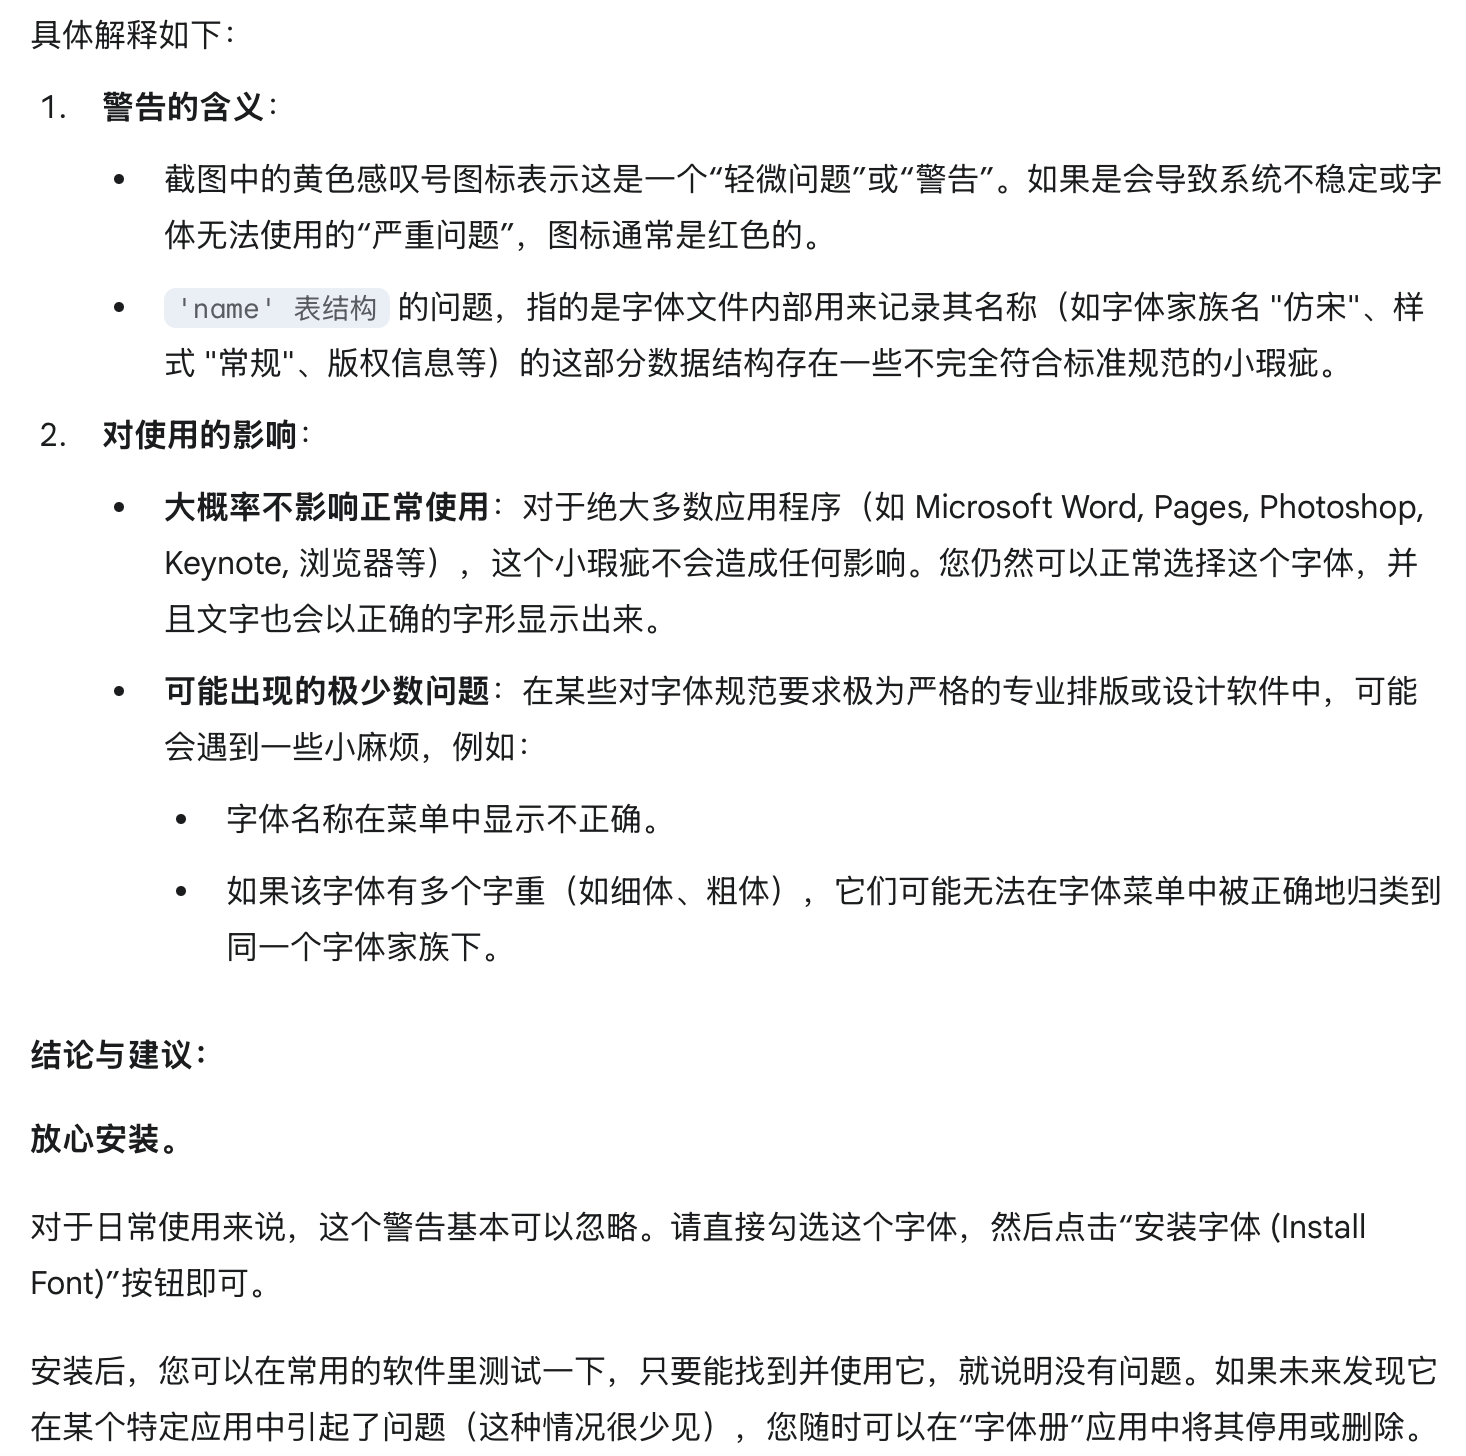 具体解释如下：
1. 警告的含义：
• 截图中的黄色感叹号图标表示这是一个“轻微问题”或“警告”。如果是会导致系统不稳定或字
体无法使用的“严重问题”，图标通常是红色的。
• 'name' 表结构 的问题，指的是字体文件内部用来记录其名称（如字体家族名 "仿宋"、样
式 "常规"、版权信息等）的这部分数据结构存在一些不完全符合标准规范的小瑕疵。
2. 对使用的影响：
• 大概率不影响正常使用：对于绝大多数应用程序（如 Microsoft Word, Pages, Photoshop,
Keynote, 浏览器等），这个小瑕疵不会造成任何影响。您仍然可以正常选择这个字体，并
且文字也会以正确的字形显示出来。
• 可能出现的极少数问题：在某些对字体规范要求极为严格的专业排版或设计软件中，可能
会遇到一些小麻烦，例如：
• 字体名称在菜单中显示不正确。
• 如果该字体有多个字重（如细体、粗体），它们可能无法在字体菜单中被正确地归类到
同一个字体家族下。
结论与建议：
放心安装。
对于日常使用来说，这个警告基本可以忽略。请直接勾选这个字体，然后点击“安装字体 (Install
Font)”按钮即可。
安装后，您可以在常用的软件里测试一下，只要能找到并使用它，就说明没有问题。如果未来发现它
在某个特定应用中引起了问题（这种情况很少见），您随时可以在“字体册”应用中将其停用或删除。